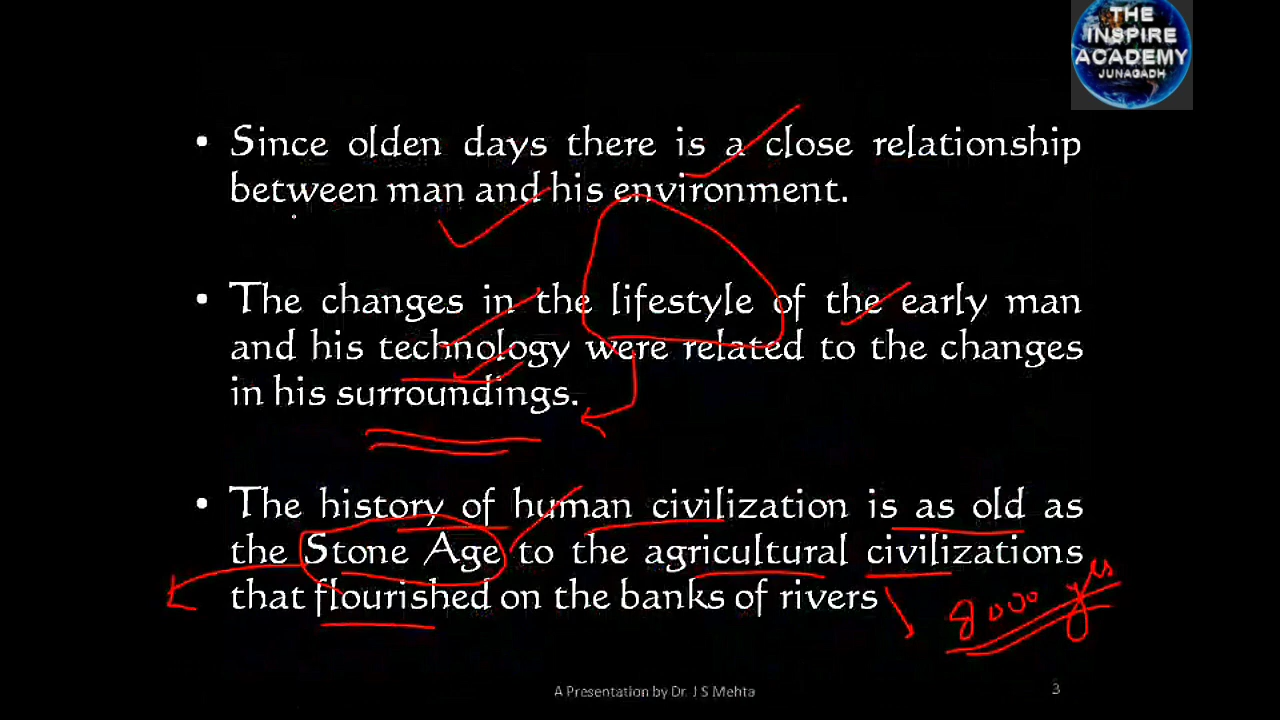 THE
INSPIRE
ACADEMY
JUNAGADH
• Since olden days there is a close relationship
between man and his environment.
• The changes in the lifestyle of the early man
and his technology were related to the changes
in his surroundings.
• The history of human civilization is as old as
the Stone Age to the agricultural civilizations
that flourished on the banks of rivers
8000 yrs
A Presentation by Dr. J S Mehta
3